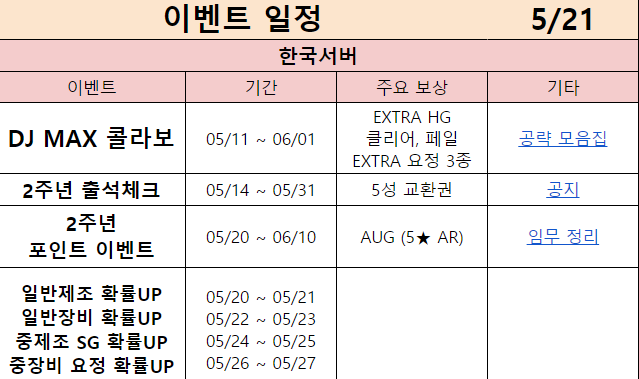 이벤트 일정 5/21
한국서버
이벤트 기간 주요 보상 기타
DJ MAX 콜라보 05/11 ~ 06/01 EXTRA HG
클리어, 페일
EXTRA 요정 3종 공략 모음집
2주년 출석체크 05/14 ~ 05/31 5성 교환권 공지
2주년
포인트 이벤트 05/20 ~ 06/10 AUG (5★ AR) 임무 정리
일반제조 확률UP 05/20 ~ 05/21
일반장비 확률UP 05/22 ~ 05/23
중제조 SG 확률UP 05/24 ~ 05/25
중장비 요정 확률UP 05/26 ~ 05/27